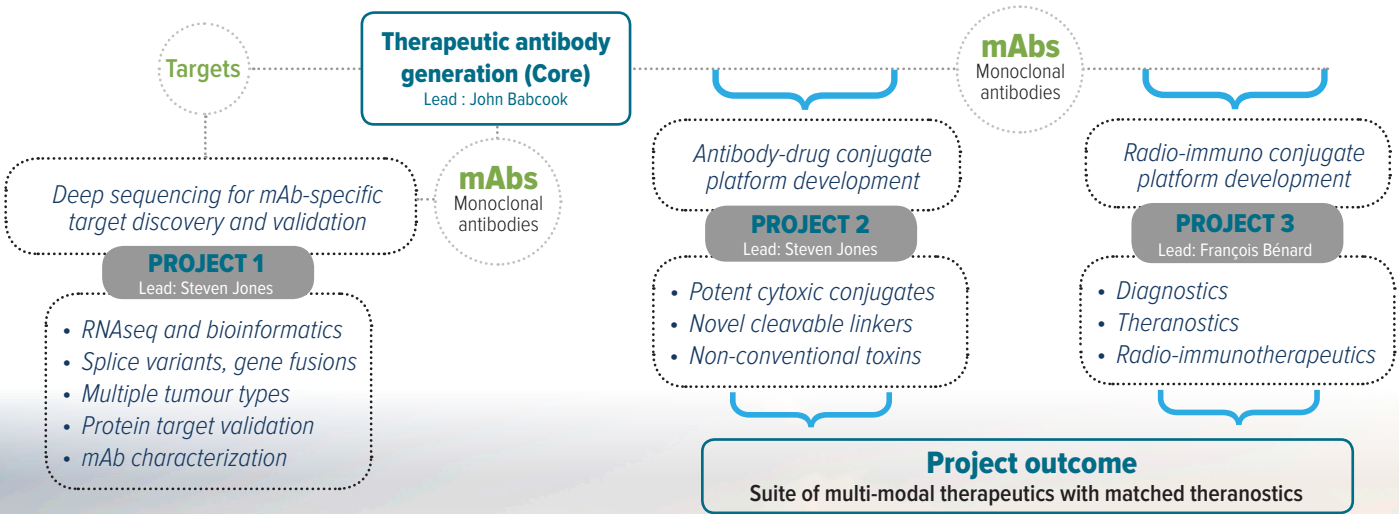 Targets
Therapeutic antibody
generation (Core)
Lead : John Babcook
mAbs
Monoclonal
antibodies
Deep sequencing for mAb-specific
target discovery and validation
PROJECT 1
Lead: Steven Jones
• RNAseq and bioinformatics
• Splice variants, gene fusions
• Multiple tumour types
• Protein target validation
• mAb characterization
mAbs
Monoclonal
antibodies
Antibody-drug conjugate
platform development
PROJECT 2
Lead: Steven Jones
• Potent cytoxic conjugates
• Novel cleavable linkers
• Non-conventional toxins
Radio-immuno conjugate
platform development
PROJECT 3
Lead: François Bénard
• Diagnostics
• Theranostics
• Radio-immunotherapeutics
Project outcome
Suite of multi-modal therapeutics with matched theranostics